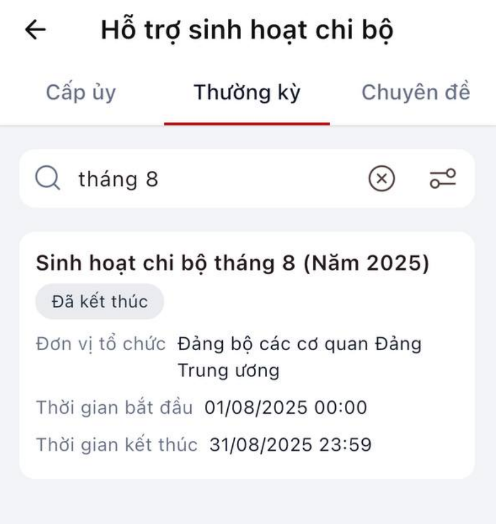 Hỗ trợ sinh hoạt chi bộ
Cấp ủy Thường kỳ Chuyên đề
tháng 8
Sinh hoạt chi bộ tháng 8 (Năm 2025)
Đã kết thúc
Đơn vị tổ chức Đảng bộ các cơ quan Đảng
Trung ương
Thời gian bắt đầu 01/08/2025 00:00
Thời gian kết thúc 31/08/2025 23:59